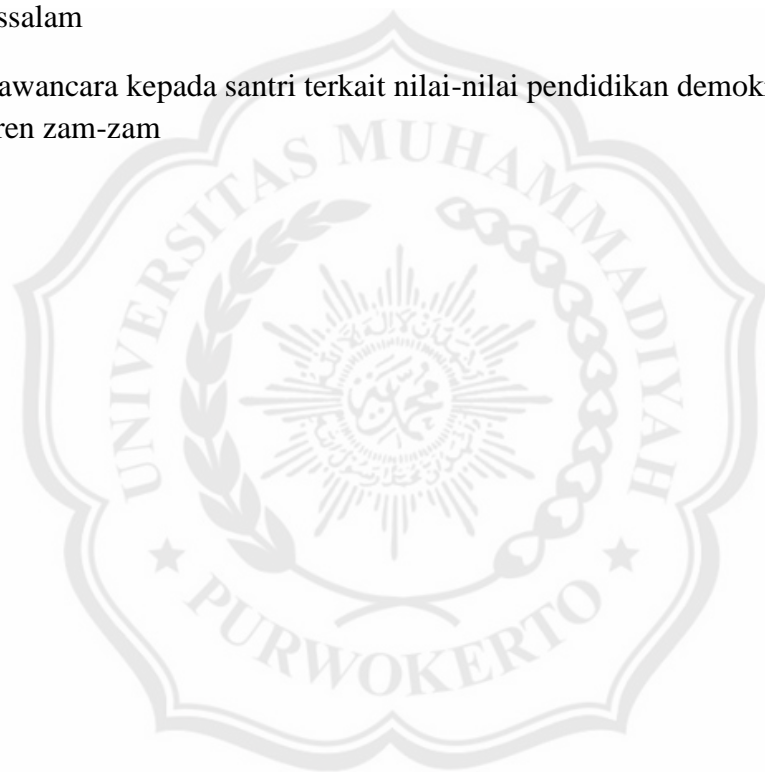 ssalam
awancara kepada santri terkait nilai-nilai pendidikan demok
ren zam-zam
UNIVERSITAS MUHAMMADIYAH
PURWOKERTO